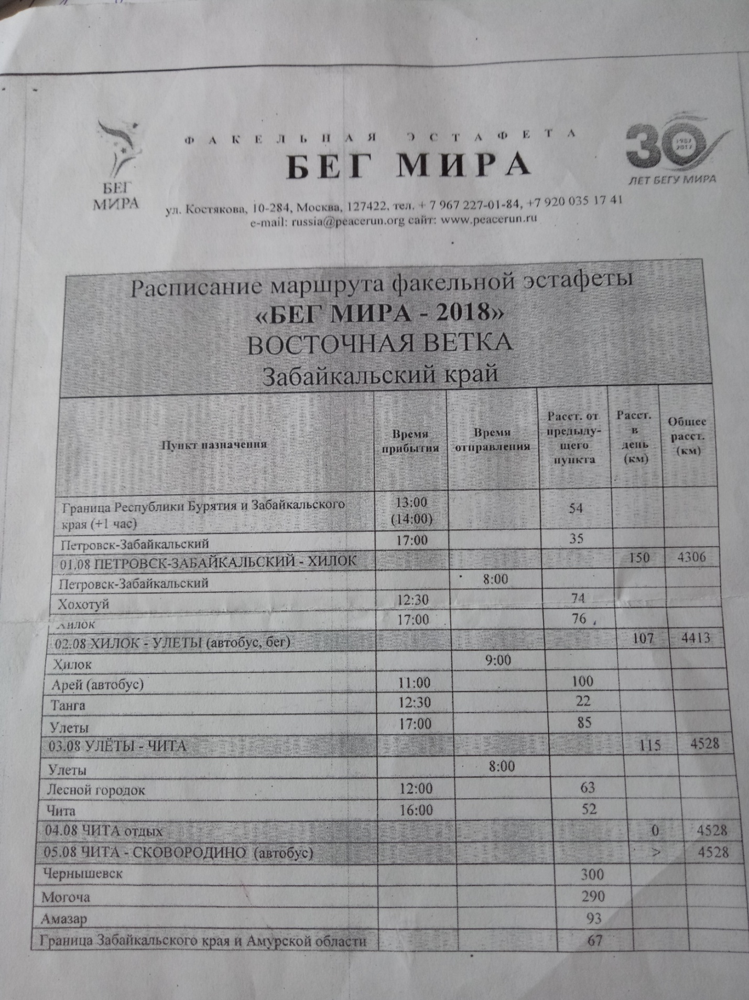 ФАКЕЛЬНАЯ ЭСТАФЕТА
БЕГ МИРА
БЕГ
МИРА
30
1987
2017
ЛЕТ БЕГУ МИРА
ул. Костякова, 10-284, Москва, 127422, тел. + 7 967 227-01-84, +7 920 035 17 41
e-mail: russia@peacerun.org сайт: www.peacerun.ru
Расписание маршрута факельной эстафеты
«БЕГ МИРА - 2018»
ВОСТОЧНАЯ ВЕТКА
Забайкальский край
Пункт назначения Время прибытия Время отправления Расст. от предыду-щего пункта Расст. в день (км) Общее расст. (км)
Граница Республики Бурятия и Забайкальского 13:00 54
края (+1 час) (14:00)
Петровск-Забайкальский 17:00 35
01.08 ПЕТРОВСК-ЗАБАЙКАЛЬСКИЙ - ХИЛОК 150 4306
Петровск-Забайкальский 8:00
Хохотуй 12:30 74
Хилок 17:00 76
02.08 ХИЛОК - УЛЕТЫ (автобус, бег) 107 4413
Хилок 9:00
Арей (автобус) 11:00 100
Танга 12:30 22
Улеты 17:00 85
03.08 УЛЁТЫ - ЧИТА 115 4528
Улеты 8:00
Лесной городок 12:00 63
Чита 16:00 52
04.08 ЧИТА отдых 0 4528
05.08 ЧИТА - СКОВОРОДИНО (автобус) > 4528
Чернышевск 300
Могоча 290
Амазар 93
Граница Забайкальского края и Амурской области 67